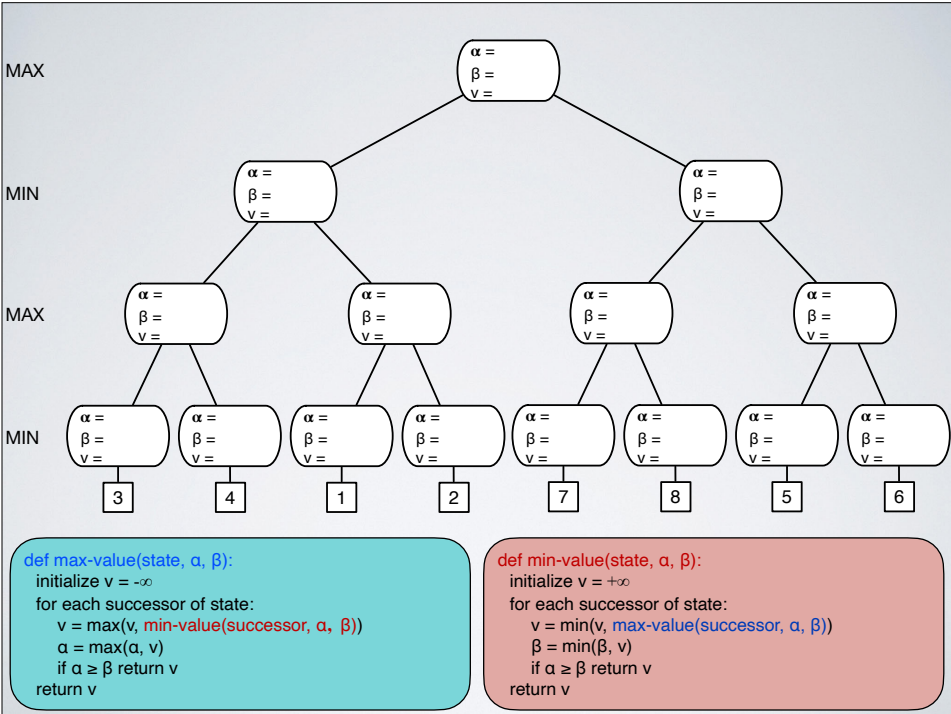 MAX
α =
β =
v =
MIN
α =
β =
v =
α =
β =
v =
MAX
α =
β =
v =
α =
β =
v =
α =
β =
v =
α =
β =
v =
MIN
α =
β =
v =
α =
β =
v =
α =
β =
v =
α =
β =
v =
α =
β =
v =
α =
β =
v =
α =
β =
v =
α =
β =
v =
3 4 1 2 7 8 5 6
def max-value(state, α, β):
initialize v = -∞
for each successor of state:
v = max(v, min-value(successor, α, β))
α = max(α, v)
if α ≥ β return v
return v
def min-value(state, α, β):
initialize v = +∞
for each successor of state:
v = min(v, max-value(successor, α, β))
β = min(β, v)
if α ≥ β return v
return v